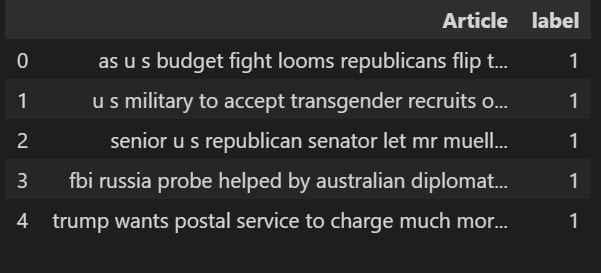 Article label
0 as u s budget fight looms republicans flip t... 1
1 u s military to accept transgender recruits o... 1
2 senior u s republican senator let mr muell... 1
3 fbi russia probe helped by australian diplomat... 1
4 trump wants postal service to charge much mor... 1